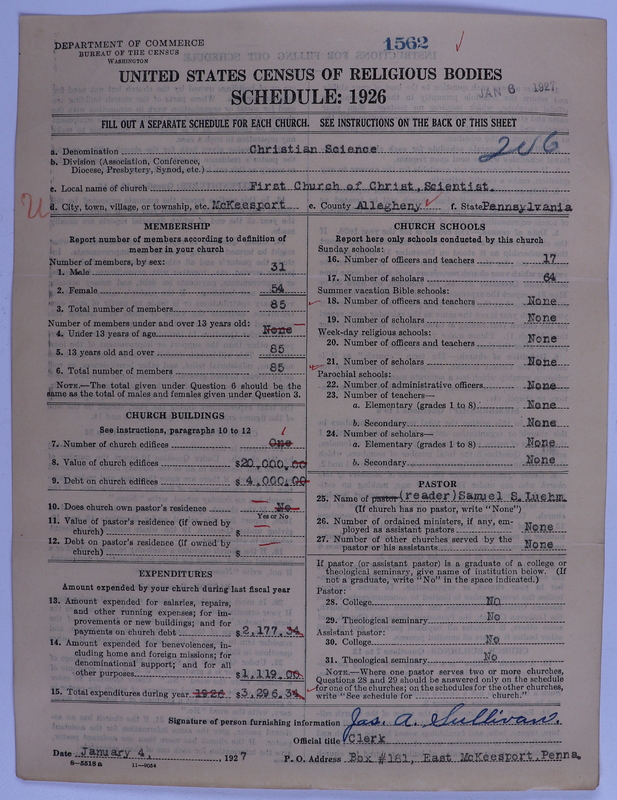 DEPARTMENT OF COMMERCE
BUREAU OF THE CENSUS
WASHINGTON
1562
UNITED STATES CENSUS OF RELIGIOUS BODIES
SCHEDULE: 1926
JAN 6 1927
FILL OUT A SEPARATE SCHEDULE FOR EACH CHURCH. SEE INSTRUCTIONS ON THE BACK OF THIS SHEET
206
a. Denomination Christian Science
b. Division (Association, Conference,
Diocese, Presbytery, Synod, etc.)
c. Local name of church First Church of Christ, Scientist.
d. City, town, village, or township, etc. McKeesport e. County Allegheny f. State Pennsylvania
MEMBERSHIP
Report number of members according to definition of
member in your church
Number of members, by sex:
1. Male 31
2. Female 54
3. Total number of members 85
Number of members under and over 13 years old:
4. Under 13 years of age None
5. 13 years old and over 85
6. Total number of members 85
NOTE.—The total given under Question 6 should be the
same as the total of males and females given under Question 3.
CHURCH BUILDINGS
See instructions, paragraphs 10 to 12
7. Number of church edifices One 1
8. Value of church edifices $20,000.00
9. Debt on church edifices $ 4,000.00
10. Does church own pastor's residence No
Yes or No
11. Value of pastor's residence (if owned by
church) $
12. Debt on pastor's residence (if owned by
church) $
EXPENDITURES
Amount expended by your church during last fiscal year
13. Amount expended for salaries, repairs,
and other running expenses; for im-
provements or new buildings; and for
payments on church debt $2,177.34
14. Amount expended for benevolences, in-
cluding home and foreign missions; for
denominational support; and for all
other purposes $1,119.00
15. Total expenditures during year 1926 $3,296.34
CHURCH SCHOOLS
Report here only schools conducted by this church
Sunday schools:
16. Number of officers and teachers 17
17. Number of scholars 64
Summer vacation Bible schools:
18. Number of officers and teachers None
19. Number of scholars None
Week-day religious schools:
20. Number of officers and teachers None
21. Number of scholars None
Parochial schools:
22. Number of administrative officers None
23. Number of teachers—
a. Elementary (grades 1 to 8) None
b. Secondary None
24. Number of scholars—
a. Elementary (grades 1 to 8) None
b. Secondary None
PASTOR
25. Name of pastor (reader) Samuel S. Luehm
(If church has no pastor, write "None")
26. Number of ordained ministers, if any, em-
ployed as assistant pastors None
27. Number of other churches served by the
pastor or his assistants None
If pastor (or assistant pastor) is a graduate of a college or
theological seminary, give name of institution below. (If
not a graduate, write "No" in the space indicated.)
Pastor:
28. College No
29. Theological seminary No
Assistant pastor:
30. College No
31. Theological seminary No
NOTE.—Where one pastor serves two or more churches,
Questions 28 and 29 should be answered only on the schedule
for one of the churches; on the schedules for the other churches,
write "See schedule for church."
Signature of person furnishing information Jas. A. Sullivan.
Official title Clerk
Date January 4, 1927 P. O. Address Box #181, East McKeesport Penna.
8—5518 a 11—9054